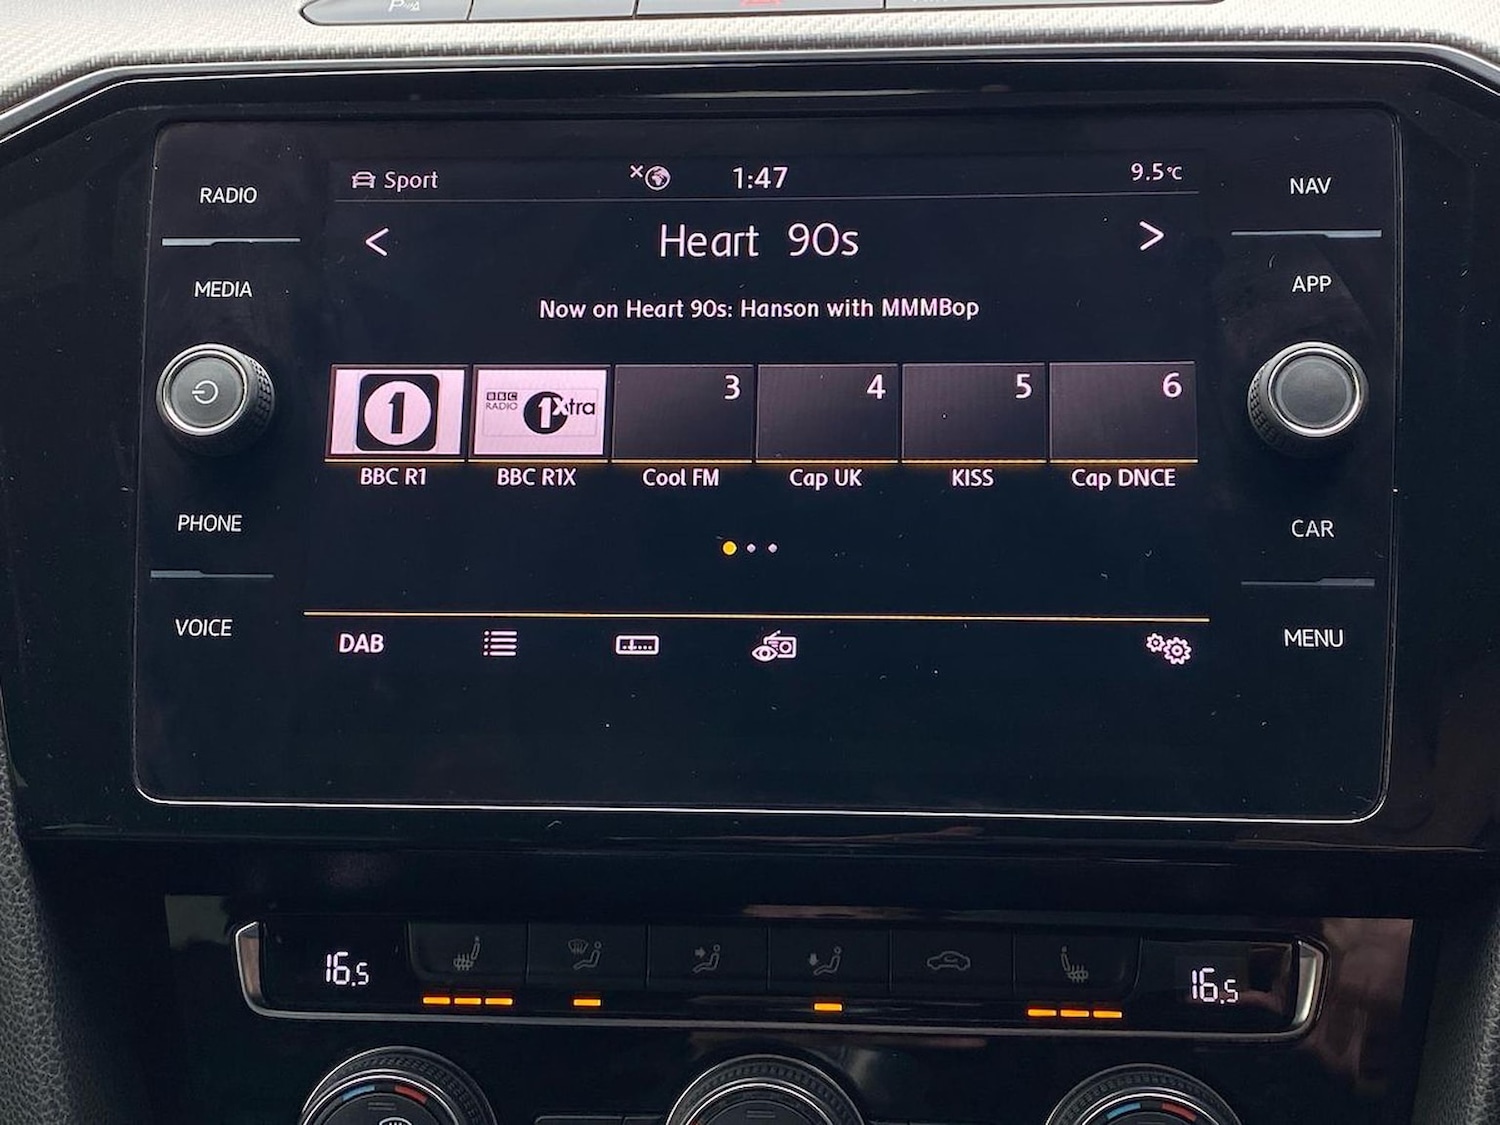 P
RADIO
MEDIA
PHONE
VOICE
Sport 1:47 9.5°C
< Heart 90s >
Now on Heart 90s: Hanson with MMMBop
1 BBC RADIO 1Xtra 3 4 5 6
BBC R1 BBC R1X Cool FM Cap UK KISS Cap DNCE
DAB
NAV
APP
CAR
MENU
16.5 16.5